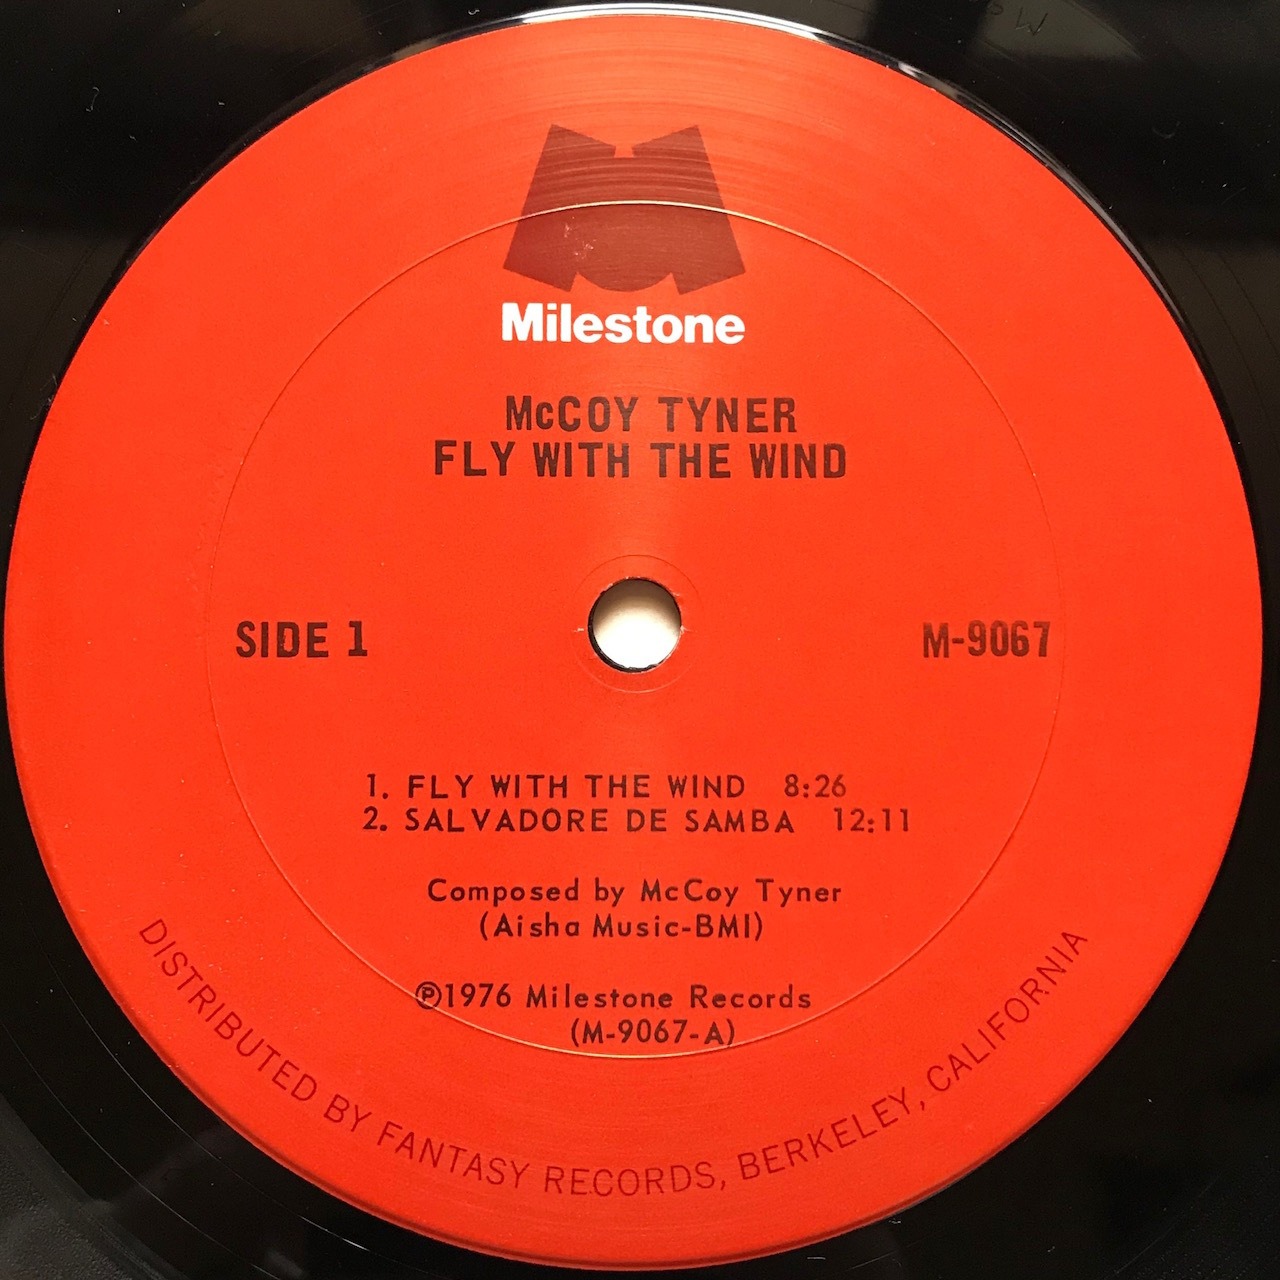 Milestone
McCOY TYNER
FLY WITH THE WIND
SIDE 1
M-9067
1. FLY WITH THE WIND 8:26
2. SALVADORE DE SAMBA 12:11
Composed by McCoy Tyner
(Aisha Music-BMI)
℗1976 Milestone Records
(M-9067-A)
DISTRIBUTED BY FANTASY RECORDS, BERKELEY, CALIFORNIA